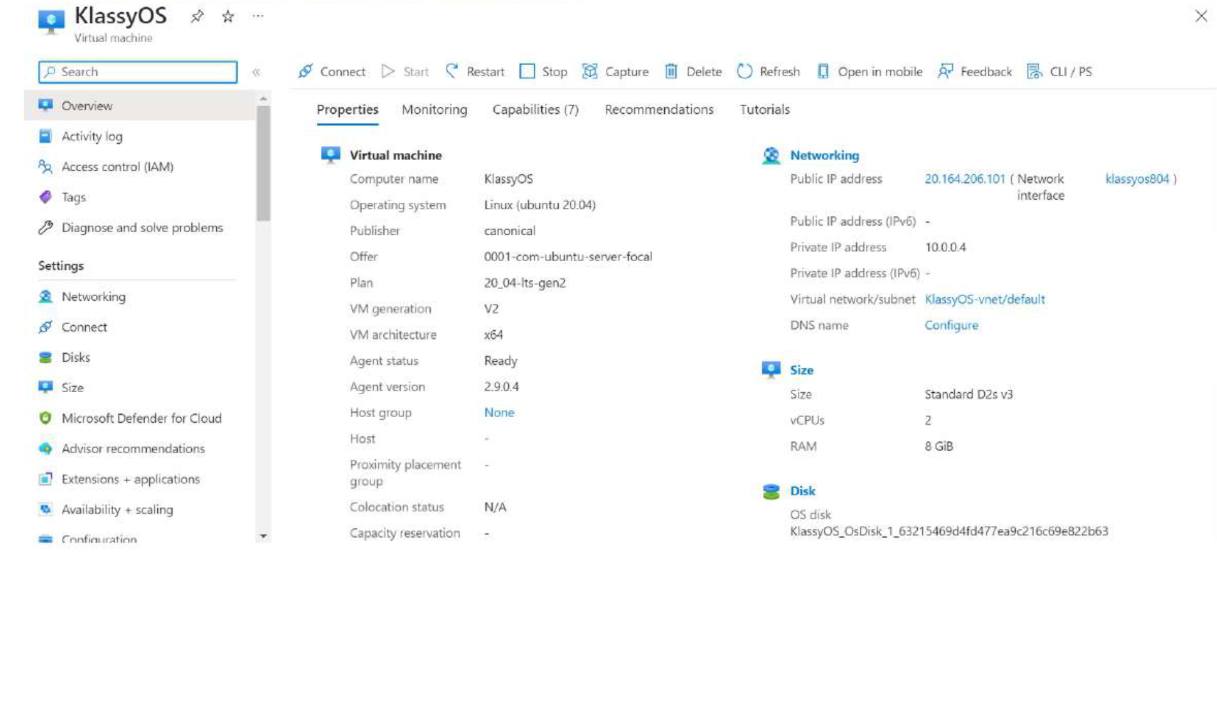 KlassyOS
Virtual machine
Search
Overview
Activity log
Access control (IAM)
Tags
Diagnose and solve problems
Settings
Networking
Connect
Disks
Size
Microsoft Defender for Cloud
Advisor recommendations
Extensions + applications
Availability + scaling
Configuration
Connect Start Restart Stop Capture Delete Refresh Open in mobile Feedback CLI / PS
Properties Monitoring Capabilities (7) Recommendations Tutorials
Virtual machine
Computer name KlassyOS
Operating system Linux (ubuntu 20.04)
Publisher canonical
Offer 0001-com-ubuntu-server-focal
Plan 20_04-lts-gen2
VM generation V2
VM architecture x64
Agent status Ready
Agent version 2.9.0.4
Host group None
Host -
Proximity placement -
group
Colocation status N/A
Capacity reservation -
Networking
Public IP address 20.164.206.101 ( Network klassyos804 )
interface
Public IP address (IPv6) -
Private IP address 10.0.0.4
Private IP address (IPv6) -
Virtual network/subnet KlassyOS-vnet/default
DNS name Configure
Size
Size Standard D2s v3
vCPUs 2
RAM 8 GiB
Disk
OS disk
KlassyOS_OsDisk_1_63215469d4fd477ea9c216c69e822b63